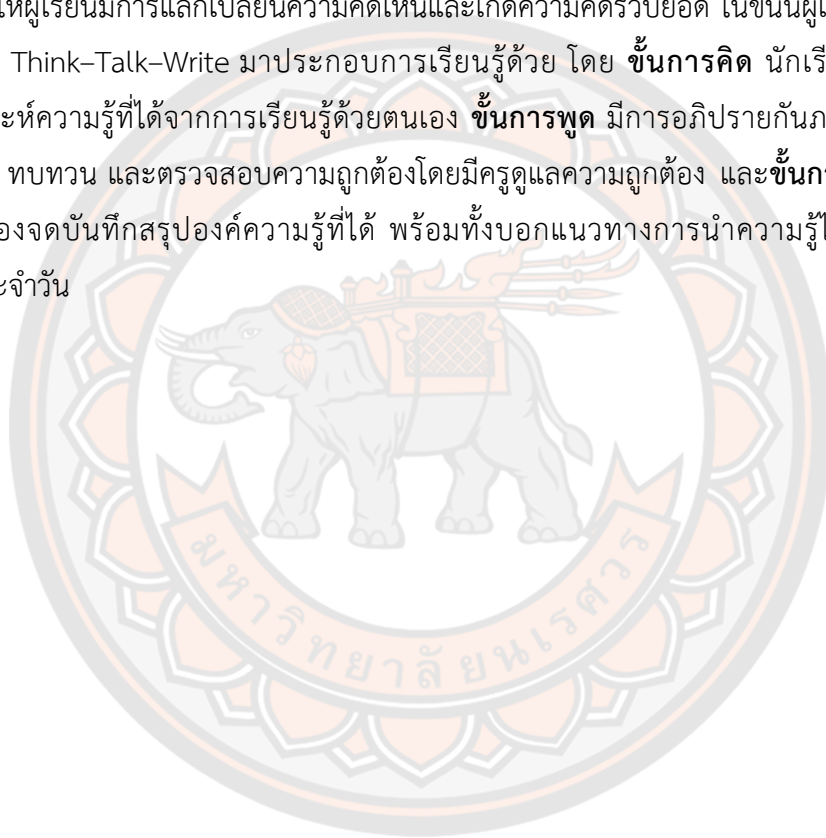 ให้ผู้เรียนมีการแลกเปลี่ยนความคิดเห็นและเกิดความคิดรวบยอด ในขั้นนี้ผู้
Think–Talk–Write มาประกอบการเรียนรู้ด้วย โดย ขั้นการคิด นักเรี
ะห์ความรู้ที่ได้จากการเรียนรู้ด้วยตนเอง ขั้นการพูด มีการอภิปรายกันภ
ทบทวน และตรวจสอบความถูกต้องโดยมีครูดูแลความถูกต้อง และขั้นก
องจดบันทึกสรุปองค์ความรู้ที่ได้ พร้อมทั้งบอกแนวทางการนำความรู้ไ
ะจำวัน
มหาวิทยาลัยนเรศวร